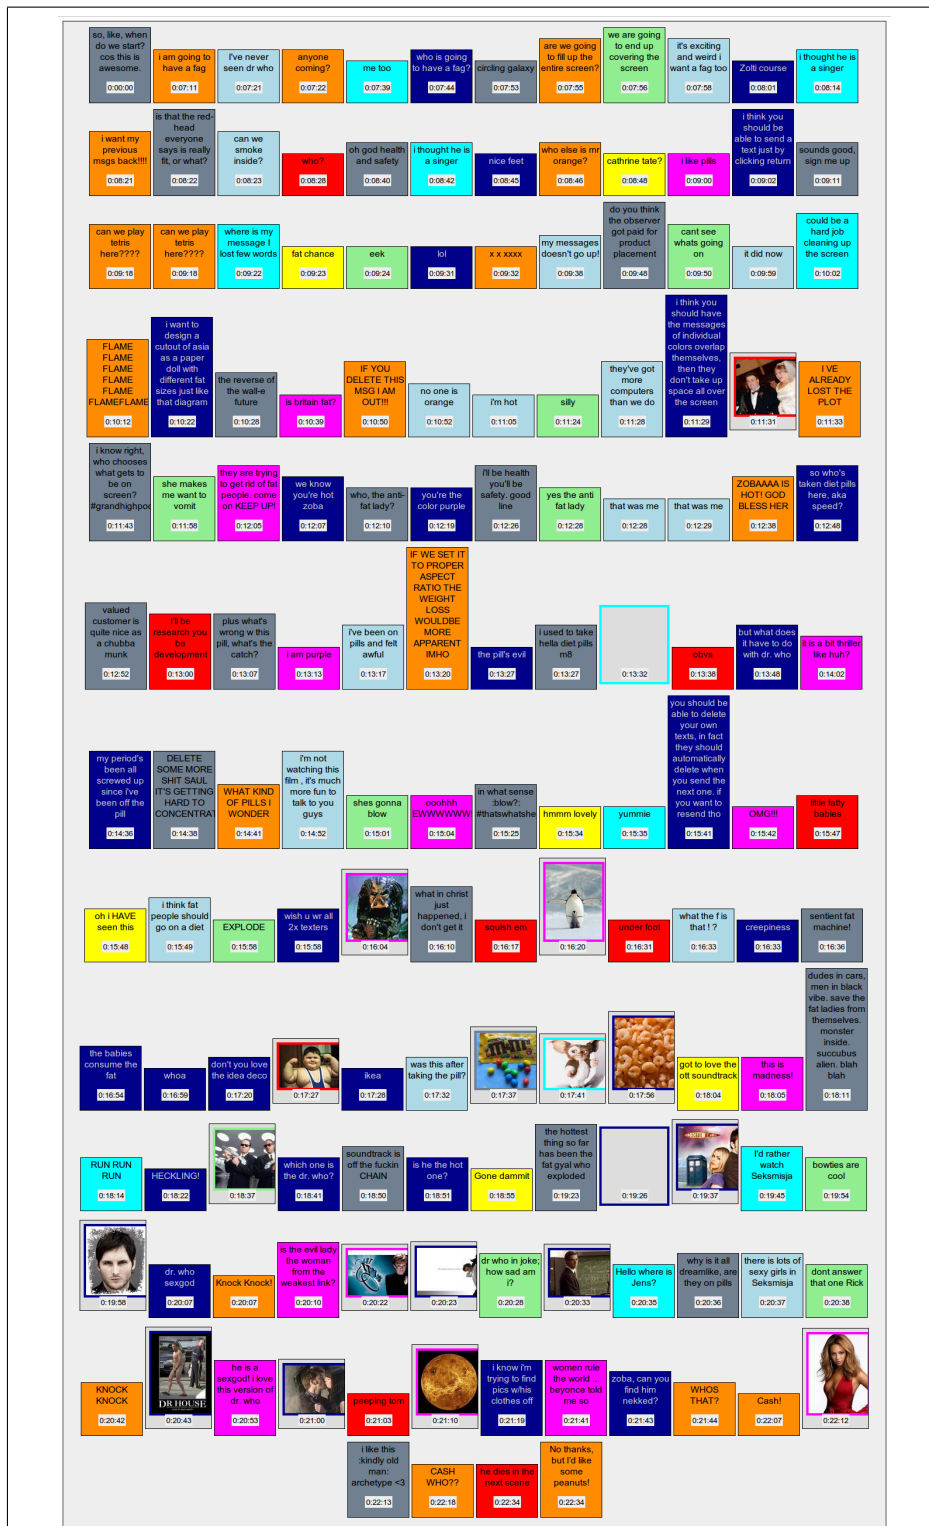 so, like, when
do we start?
cos this is
awesome.
0:00:00
i am going to
have a fag
0:07:11
I've never
seen dr who
0:07:21
anyone
coming?
0:07:22
me too
0:07:39
who is going
to have a fag?
0:07:44
circling galaxy
0:07:53
are we going
to fill up the
entire screen?
0:07:55
we are going
to end up
covering the
screen
0:07:56
it's exciting
and weird i
want a fag too
0:07:58
Zolti course
0:08:01
i thought he is
a singer
0:08:14
i want my
previous
msgs back!!!!
0:08:21
is that the red-
head
everyone
says is really
fit, or what?
0:08:22
can we
smoke
inside?
0:08:23
who?
0:08:28
oh god health
and safety
0:08:40
i thought he is
a singer
0:08:42
nice feet
0:08:45
who else is mr
orange?
0:08:46
cathrine tate?
0:08:48
i like pills
0:09:00
i think you
should be
able to send a
text just by
clicking return
0:09:02
sounds good,
sign me up
0:09:11
can we play
tetris
here????
0:09:18
can we play
tetris
here????
0:09:18
where is my
message I
lost few words
0:09:22
fat chance
0:09:23
eek
0:09:24
lol
0:09:31
x x xxxx
0:09:32
my messages
doesn't go up!
0:09:38
do you think
the observer
got paid for
product
placement
0:09:48
cant see
whats going
on
0:09:50
it did now
0:09:59
could be a
hard job
cleaning up
the screen
0:10:02
FLAME
FLAME
FLAME
FLAME
FLAME
FLAMEFLAME
0:10:12
i want to
design a
cutout of asia
as a paper
doll with
different fat
sizes just like
that diagram
0:10:22
the reverse of
the wall-e
future
0:10:28
is britain fat?
0:10:39
IF YOU
DELETE THIS
MSG I AM
OUT!!!
0:10:50
no one is
orange
0:10:52
i'm hot
0:11:05
silly
0:11:24
they've got
more
computers
than we do
0:11:28
i think you
should have
the messages
of individual
colors overlap
themselves,
then they
don't take up
space all over
the screen
0:11:29
0:11:31
I VE
ALREADY
LOST THE
PLOT
0:11:33
i know right,
who chooses
what gets to
be on
screen?
#grandhighpoo
0:11:43
she makes
me want to
vomit
0:11:58
they are trying
to get rid of fat
people. come
on KEEP UP!
0:12:05
we know
you're hot
zoba
0:12:07
who, the anti-
fat lady?
0:12:10
you're the
color purple
0:12:19
i'll be health
you'll be
safety. good
line
0:12:26
yes the anti
fat lady
0:12:28
that was me
0:12:28
that was me
0:12:29
ZOBAAAA IS
HOT! GOD
BLESS HER
0:12:38
so who's
taken diet pills
here, aka
speed?
0:12:48
valued
customer is
quite nice as
a chubba
munk
0:12:52
i'll be
research you
be
development
0:13:00
plus what's
wrong w this
pill, what's the
catch?
0:13:07
i am purple
0:13:13
i've been on
pills and felt
awful
0:13:17
IF WE SET IT
TO PROPER
ASPECT
RATIO THE
WEIGHT
LOSS
WOULDBE
MORE
APPARENT
IMHO
0:13:20
the pill's evil
0:13:27
i used to take
hella diet pills
m8
0:13:27
0:13:32
obvs
0:13:38
but what does
it have to do
with dr. who
0:13:48
it is a bit thriller
like huh?
0:14:02
my period's
been all
screwed up
since i've
been off the
pill
0:14:36
DELETE
SOME MORE
SHIT SAUL
IT'S GETTING
HARD TO
CONCENTRAT
0:14:38
WHAT KIND
OF PILLS I
WONDER
0:14:41
i'm not
watching this
film , it's much
more fun to
talk to you
guys
0:14:52
shes gonna
blow
0:15:01
ooohhh
EWWWWWW!
0:15:04
in what sense
:blow?:
#thatswhatshe
0:15:25
hmmm lovely
0:15:34
yummie
0:15:35
you should be
able to delete
your own
texts, in fact
they should
automatically
delete when
you send the
next one. if
you want to
resend tho
0:15:41
OMG!!!
0:15:42
little fatty
babies
0:15:47
oh i HAVE
seen this
0:15:48
i think fat
people should
go on a diet
0:15:49
EXPLODE
0:15:58
wish u wr all
2x texters
0:15:58
0:16:04
what in christ
just
happened, i
don't get it
0:16:10
squish em
0:16:17
0:16:20
under font
0:16:31
what the f is
that ! ?
0:16:33
creepiness
0:16:33
sentient fat
machine!
0:16:36
the babies
consume the
fat
0:16:54
whoa
0:16:59
don't you love
the idea deco
0:17:20
0:17:27
ikea
0:17:28
was this after
taking the pill?
0:17:32
0:17:37
0:17:41
0:17:56
got to love the
ott soundtrack
0:18:04
this is
madness!
0:18:05
dudes in cars,
men in black
vibe. save the
fat ladies from
themselves.
monster
inside.
succubus
alien. blah
blah
0:18:11
RUN RUN
RUN
0:18:14
HECKLING!
0:18:22
0:18:37
which one is
the dr. who?
0:18:41
soundtrack is
off the fuckin
CHAIN
0:18:50
is he the hot
one?
0:18:51
Gone dammit
0:18:55
the hottest
thing so far
has been the
fat gyal who
exploded
0:19:23
0:19:26
0:19:37
I'd rather
watch
Seksmisja
0:19:45
bowties are
cool
0:19:54
0:19:58
dr. who
sexgod
0:20:07
Knock Knock!
0:20:07
is the evil lady
the woman
from the
weakest link?
0:20:10
0:20:22
0:20:23
dr who in joke;
how sad am
i?
0:20:28
0:20:33
Hello where is
Jens?
0:20:35
why is it all
dreamlike, are
they on pills
0:20:36
there is lots of
sexy girls in
Seksmisja
0:20:37
dont answer
that one Rick
0:20:38
KNOCK
KNOCK
0:20:42
DR HOUSE
0:20:43
he is a
sexgod! i love
this version of
dr. who
0:20:53
0:21:00
peeping tom
0:21:03
0:21:10
i know i'm
trying to find
pics w/his
clothes off
0:21:19
women rule
the world ...
beyonce told
me so
0:21:41
zoba, can you
find him
nekked?
0:21:43
WHOS
THAT?
0:21:44
Cash!
0:22:07
0:22:12
i like this
:kindly old
man:
archetype <3
0:22:13
CASH
WHO??
0:22:18
he dies in the
next scene
0:22:34
No thanks,
but I'd like
some
peanuts!
0:22:34